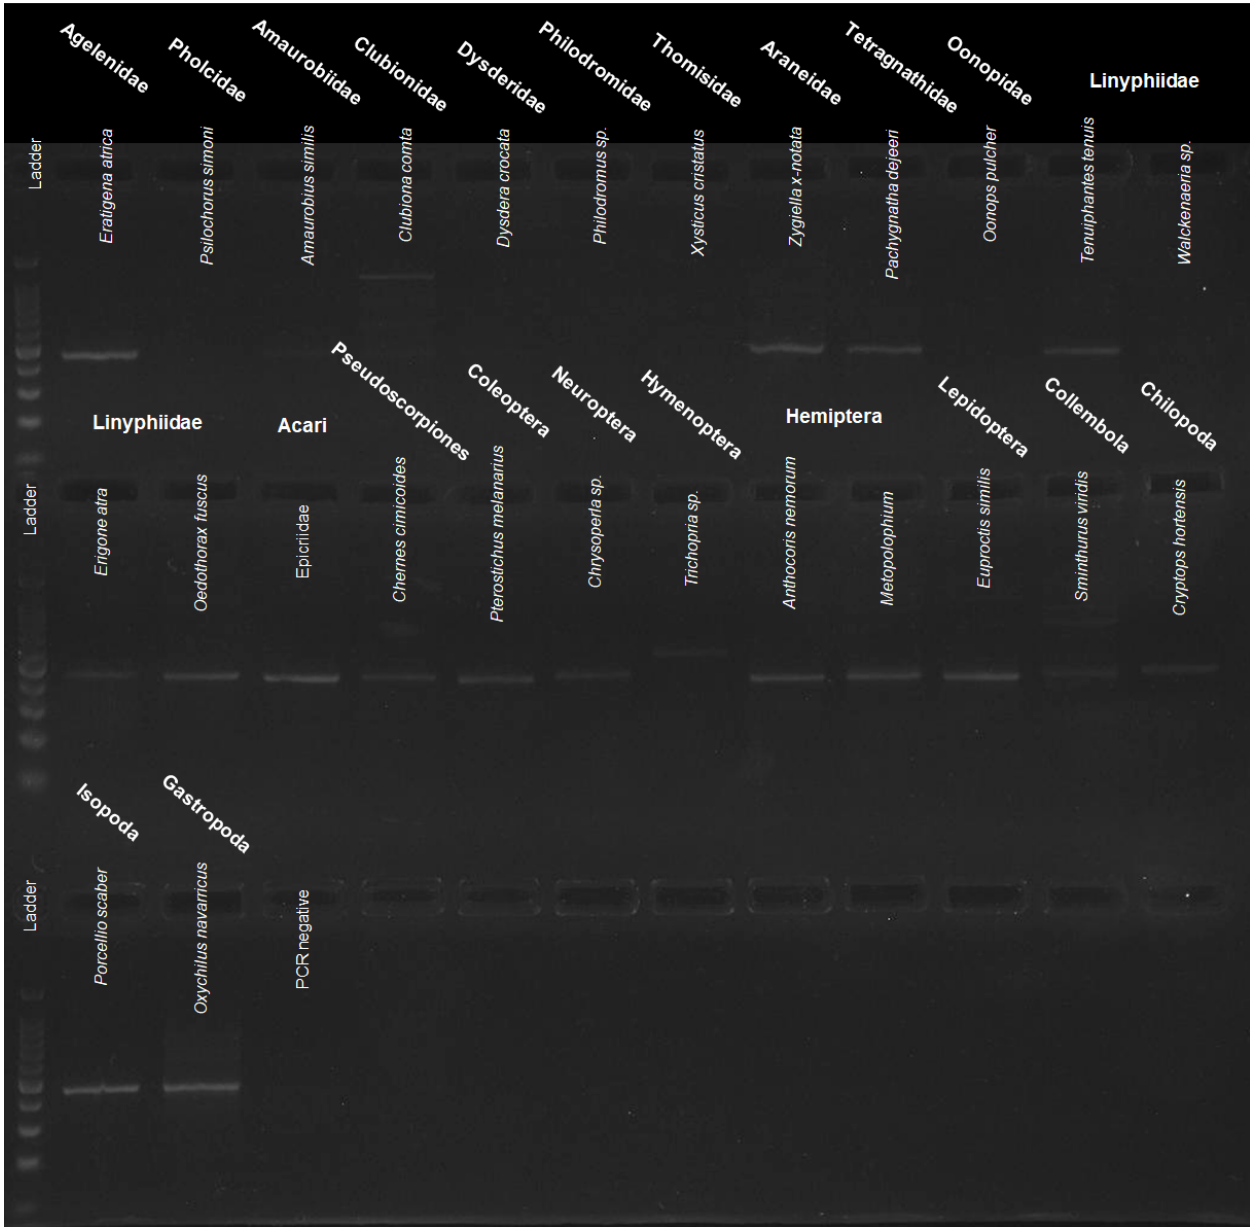 Agelenidae
Pholcidae
Amaurobiidae
Clubionidae
Dysderidae
Philodromidae
Thomisidae
Araneidae
Tetragnathidae
Oonopidae
Linyphiidae
Ladder
Eratigena atrica
Psilochorus simoni
Amaurobius similis
Clubiona comta
Dysdera crocata
Philodromus sp.
Xysticus cristatus
Zygiella x-notata
Pachygnatha dejeeri
Oonops pulcher
Tenuiphantes tenuis
Walckenaeria sp.
Linyphiidae
Acari
Pseudoscorpiones
Coleoptera
Neuroptera
Hymenoptera
Hemiptera
Lepidoptera
Collembola
Chilopoda
Ladder
Erigone atra
Oedothorax fuscus
Epicriidae
Chernes cimicoides
Pterostichus melanarius
Chrysoperla sp.
Trichopria sp.
Anthocoris nemorum
Metopolophium
Euproctis similis
Sminthurus viridis
Cryptops hortensis
Isopoda
Gastropoda
Ladder
Porcellio scaber
Oxychilus navarricus
PCR negative